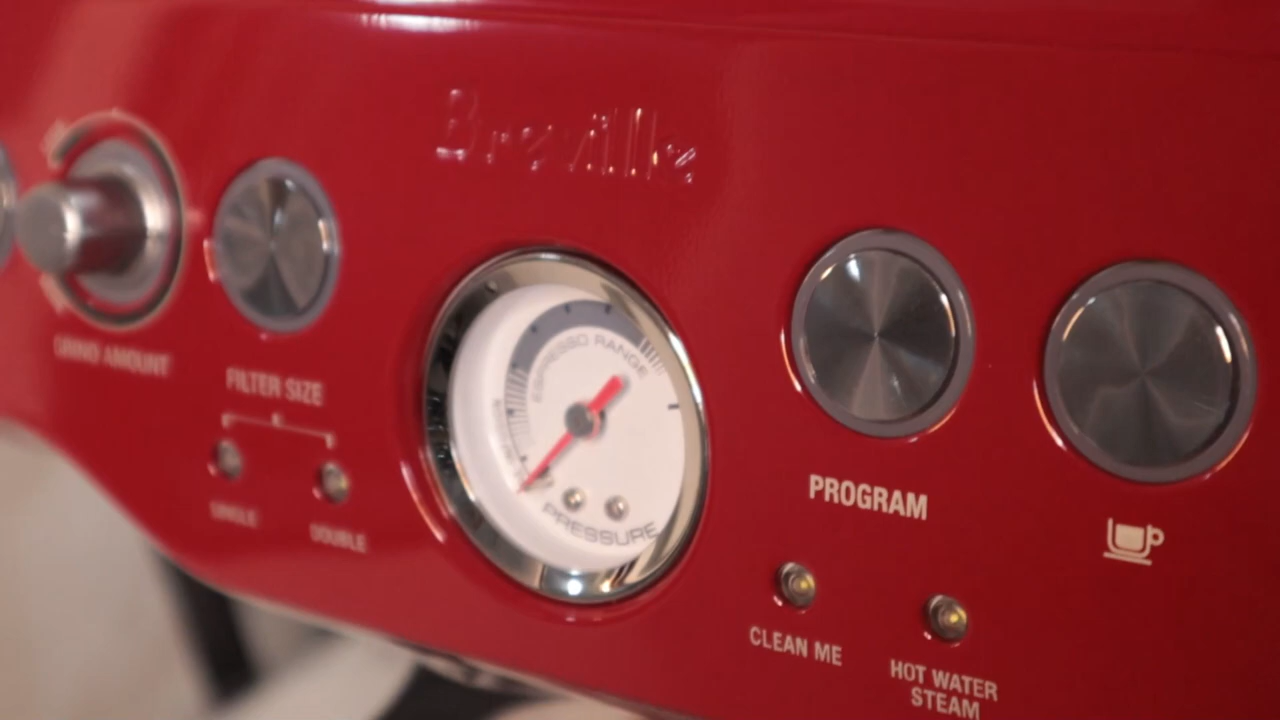 Breville
GRIND AMOUNT
FILTER SIZE
SINGLE
DOUBLE
ESPRESSO RANGE
PRESSURE
PROGRAM
CLEAN ME
HOT WATER
STEAM